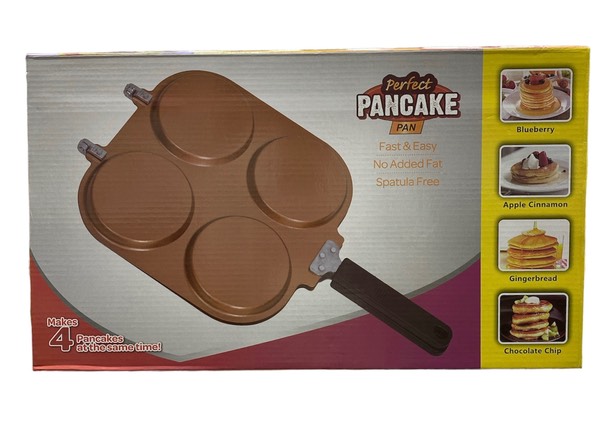 Perfect
PANCAKE
PAN
Fast & Easy
No Added Fat
Spatula Free
Makes
4 Pancakes
at the same time!
Blueberry
Apple Cinnamon
Gingerbread
Chocolate Chip